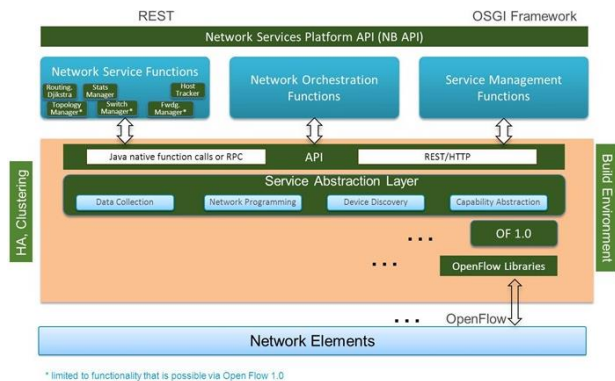 REST OSGI Framework
Network Services Platform API (NB API)
Network Service Functions
Routing. Djikstra
Stats Manager
Host Tracker
Topology Manager*
Switch Manager*
Fwdg. Manager*
Network Orchestration Functions
Service Management Functions
HA, Clustering
Java native function calls or RPC API REST/HTTP
Service Abstraction Layer
Data Collection Network Programming Device Discovery Capability Abstraction
... OF 1.0
... OpenFlow Libraries
Build Environment
... OpenFlow
Network Elements
* limited to functionality that is possible via Open Flow 1.0